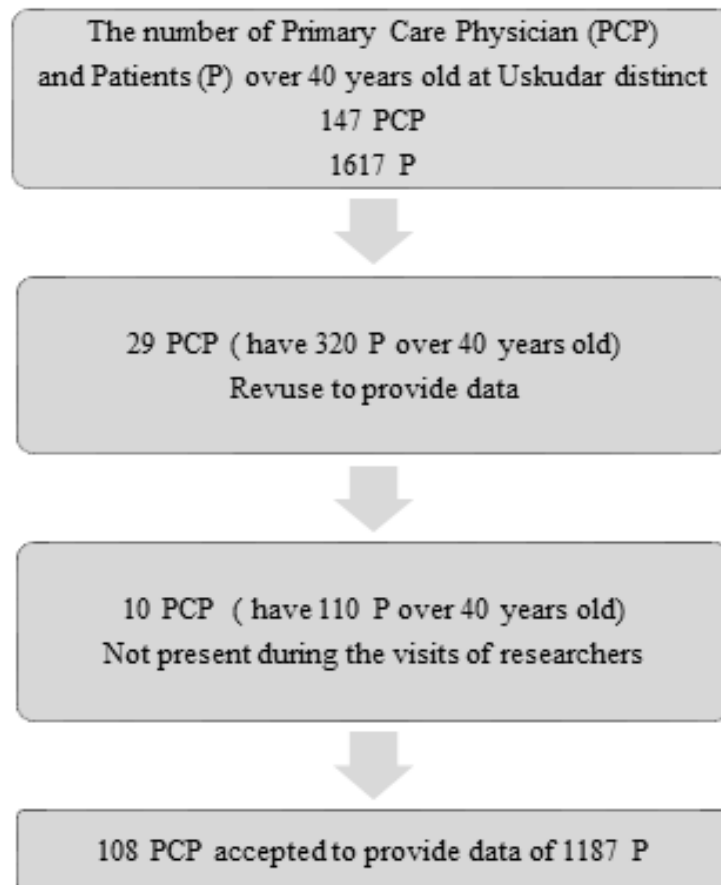 The number of Primary Care Physician (PCP)
and Patients (P) over 40 years old at Uskudar distinct
147 PCP
1617 P
29 PCP ( have 320 P over 40 years old)
Revuse to provide data
10 PCP ( have 110 P over 40 years old)
Not present during the visits of researchers
108 PCP accepted to provide data of 1187 P